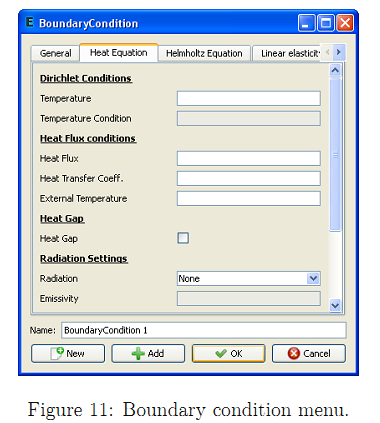 BoundaryCondition
General Heat Equation Helmholtz Equation Linear elasticit
Dirichlet Conditions
Temperature
Temperature Condition
Heat Flux conditions
Heat Flux
Heat Transfer Coeff.
External Temperature
Heat Gap
Heat Gap
Radiation Settings
Radiation None
Emissivity
Name: BoundaryCondition 1
New Add OK Cancel
Figure 11: Boundary condition menu.